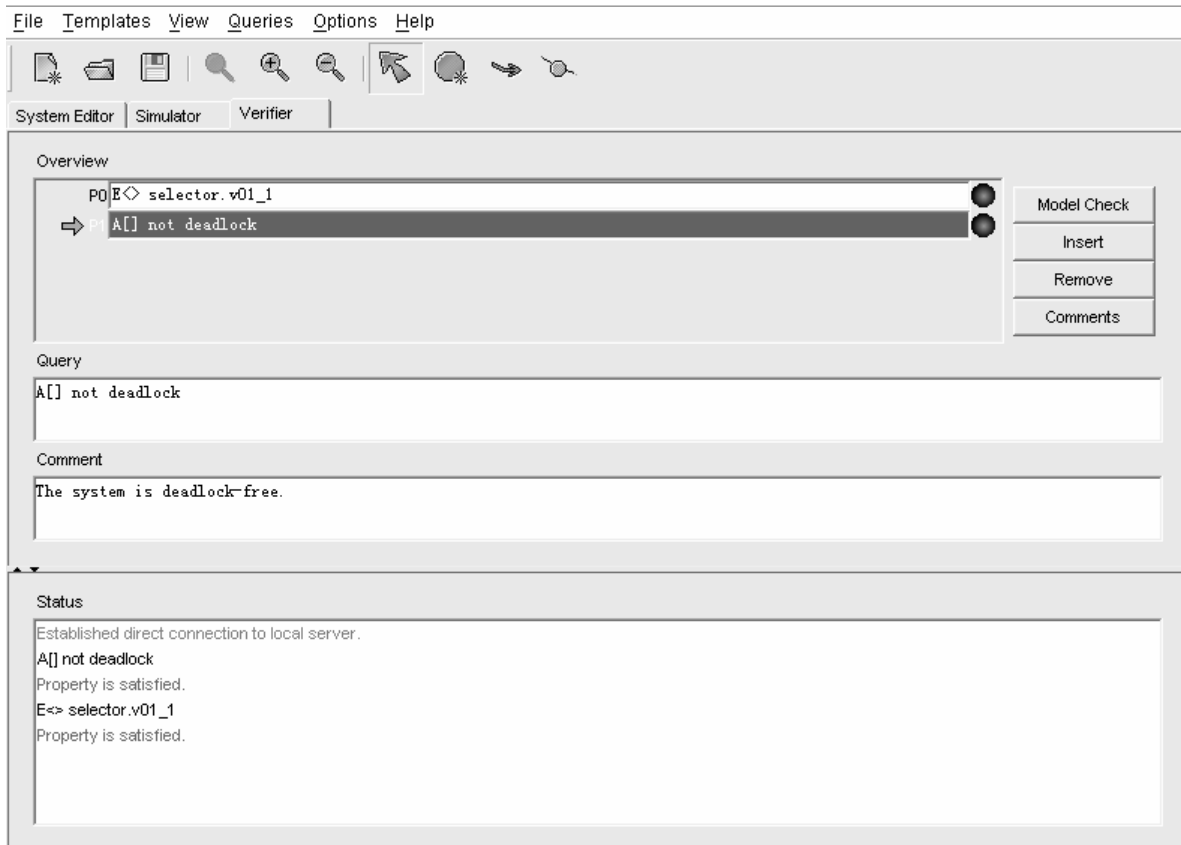 File Templates View Queries Options Help
System Editor Simulator Verifier
Overview
P0 E<> selector.v01_1
P1 A[] not deadlock
Model Check
Insert
Remove
Comments
Query
A[] not deadlock
Comment
The system is deadlock-free.
Status
Established direct connection to local server.
A[] not deadlock
Property is satisfied.
E<> selector.v01_1
Property is satisfied.